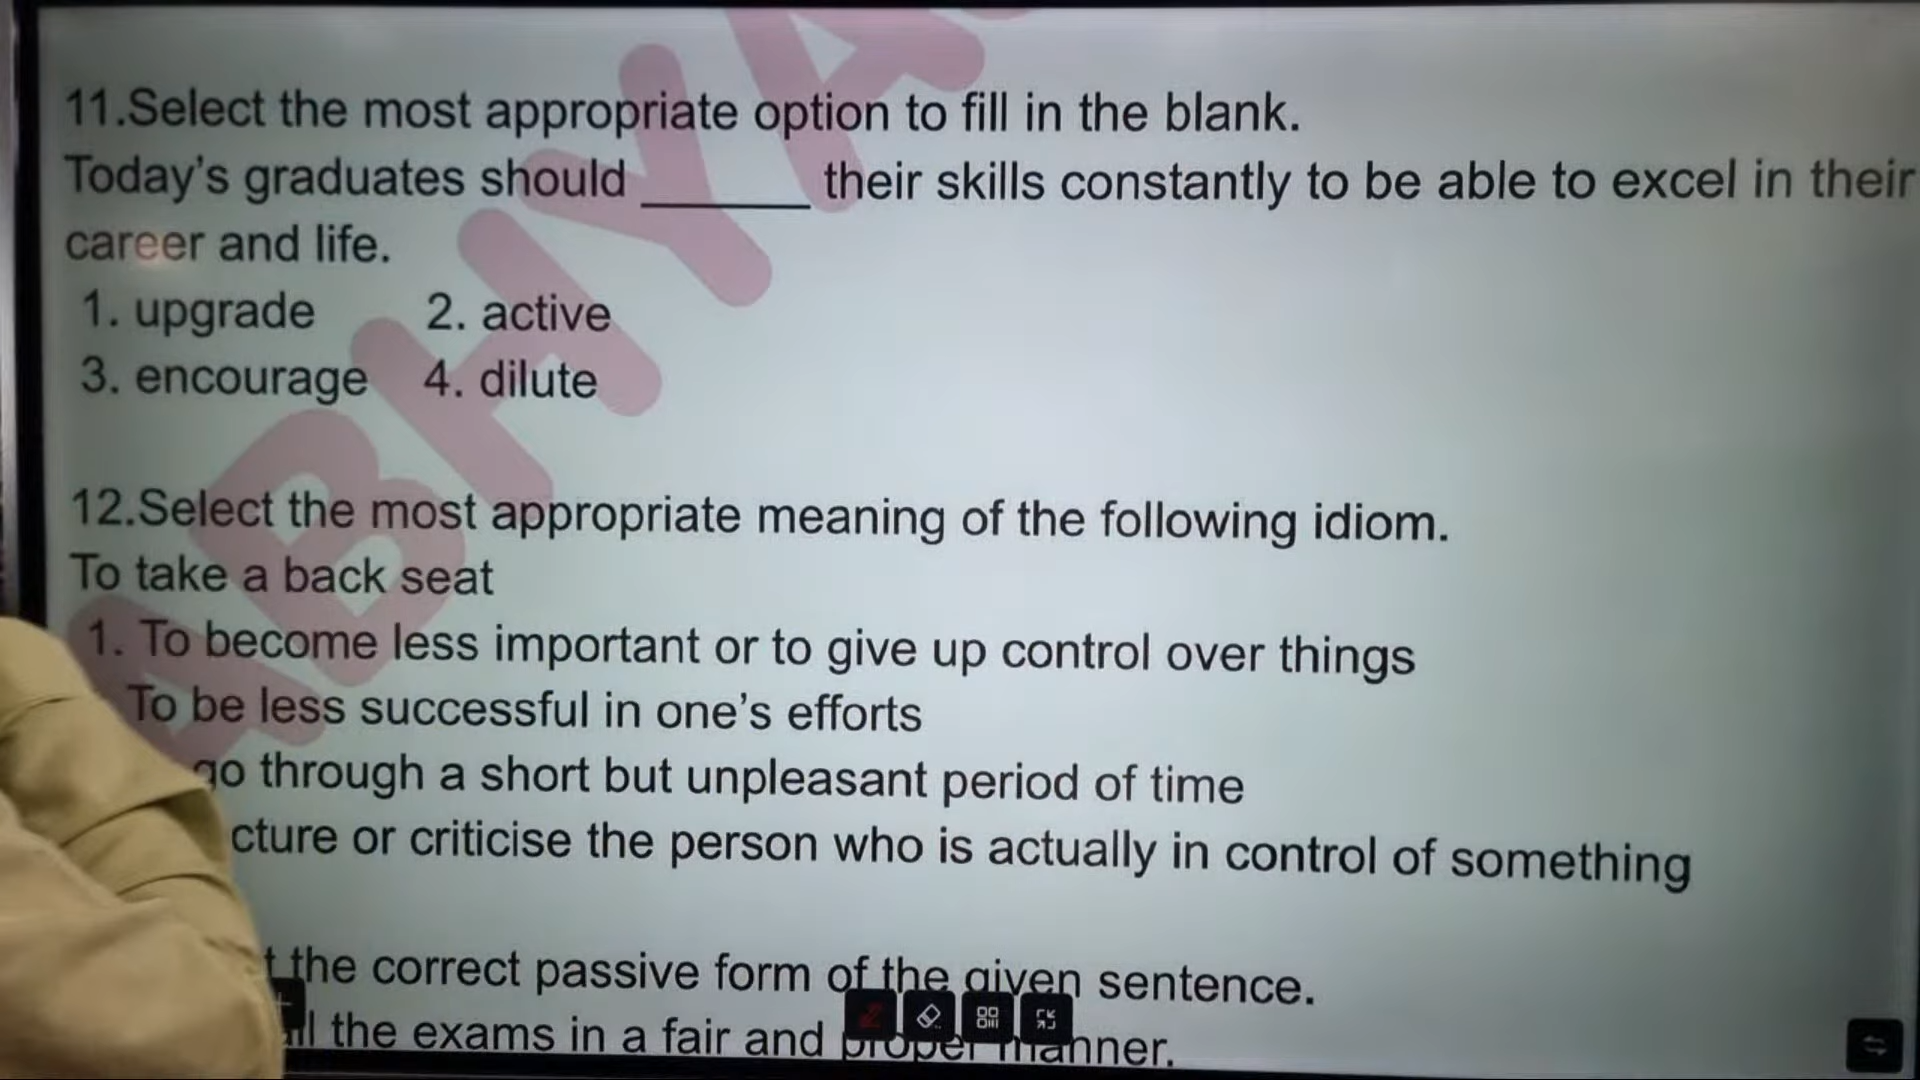 11.Select the most appropriate option to fill in the blank.
Today's graduates should _______ their skills constantly to be able to excel in their
career and life.
1. upgrade 2. active
3. encourage 4. dilute
12.Select the most appropriate meaning of the following idiom.
To take a back seat
1. To become less important or to give up control over things
To be less successful in one's efforts
go through a short but unpleasant period of time
or criticise the person who is actually in control of something
the correct passive form of the given sentence.
the exams in a fair and proper manner.
ABHYA